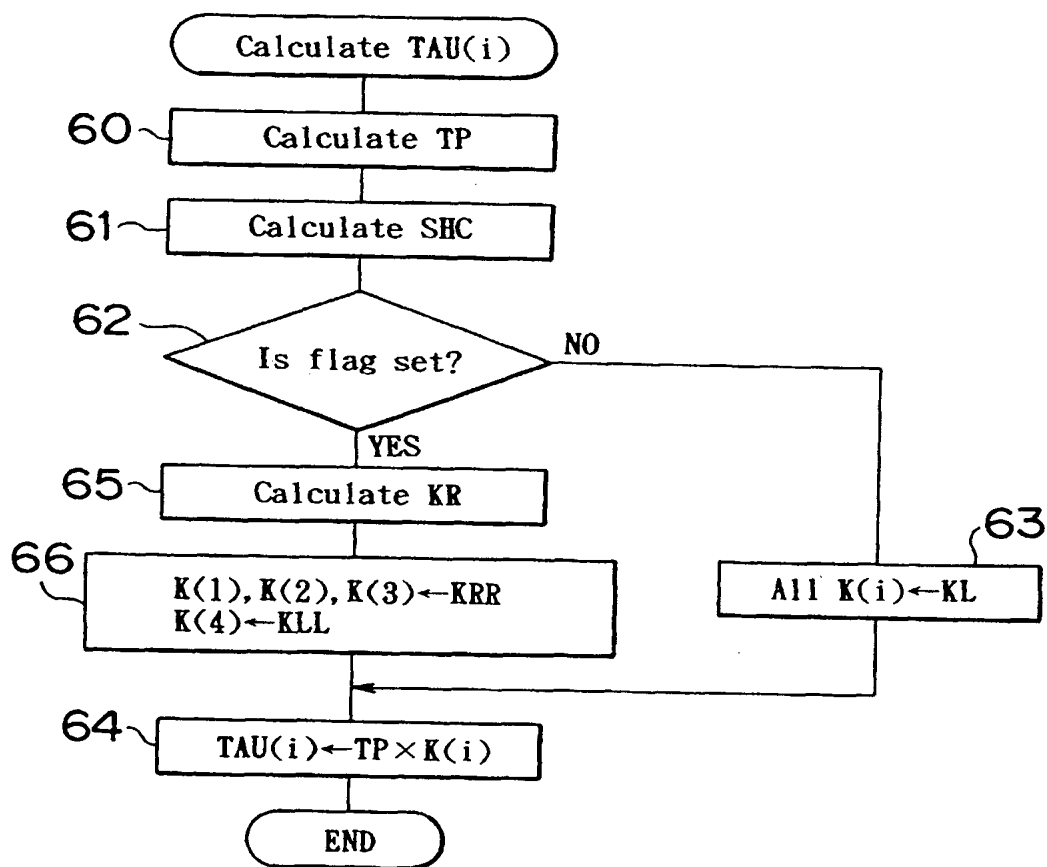 Calculate TAU(i)
60
Calculate TP
61
Calculate SHC
62
Is flag set?
NO
YES
65
Calculate KR
63
66
K(1), K(2), K(3)←KRR
K(4)←KLL
All K(i)←KL
64
TAU(i)←TP×K(i)
END